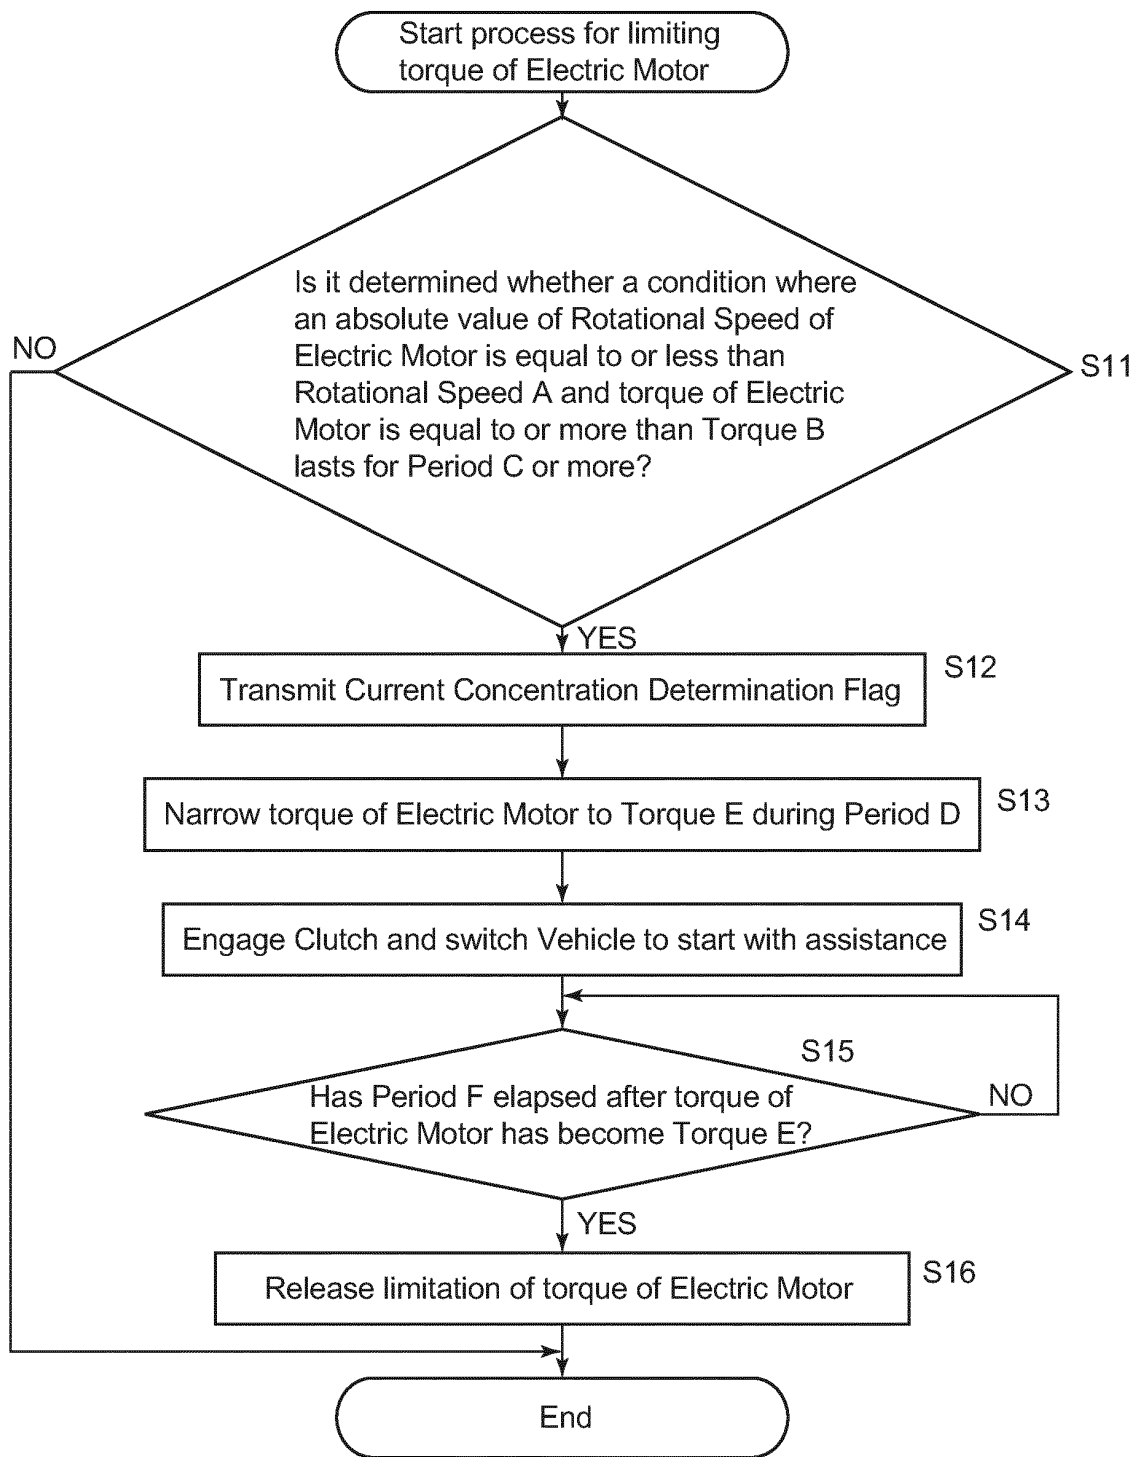 Start process for limiting
torque of Electric Motor
Is it determined whether a condition where
an absolute value of Rotational Speed of
Electric Motor is equal to or less than
Rotational Speed A and torque of Electric
Motor is equal to or more than Torque B
lasts for Period C or more?
NO
S11
YES
S12
Transmit Current Concentration Determination Flag
S13
Narrow torque of Electric Motor to Torque E during Period D
S14
Engage Clutch and switch Vehicle to start with assistance
S15
Has Period F elapsed after torque of
Electric Motor has become Torque E?
NO
YES
S16
Release limitation of torque of Electric Motor
End